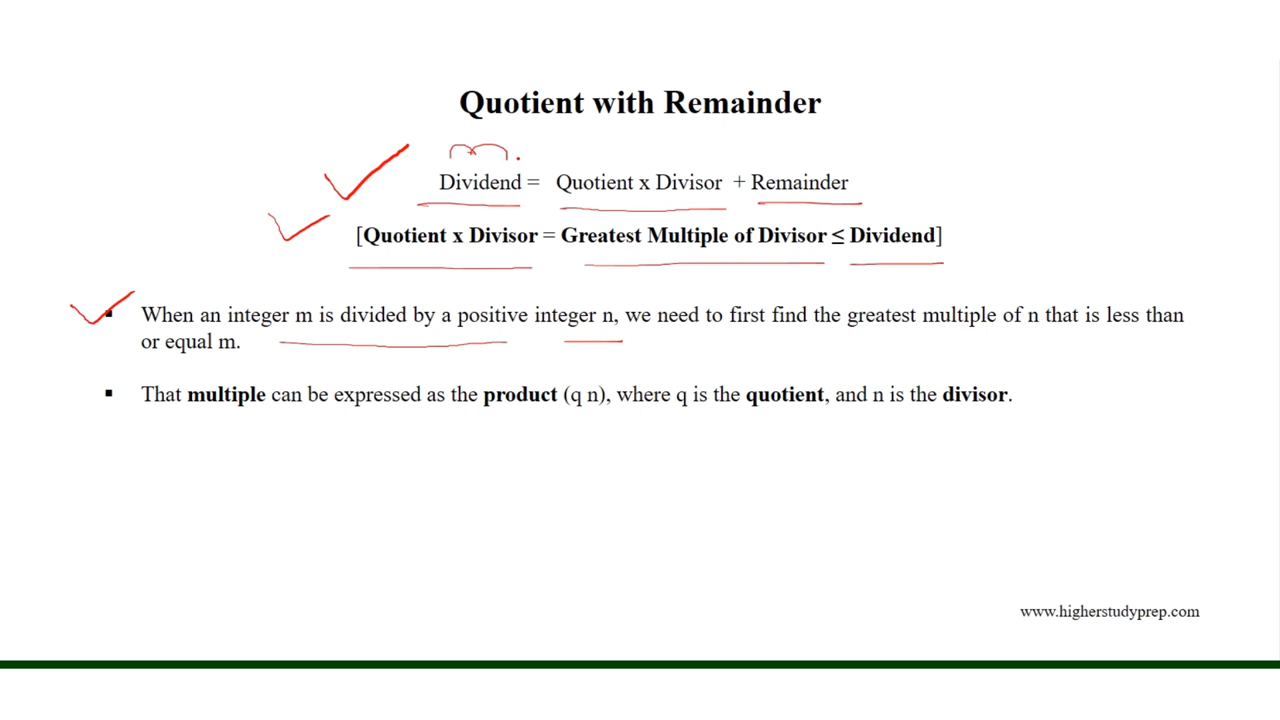 Quotient with Remainder
m.
Dividend = Quotient x Divisor + Remainder
[Quotient x Divisor = Greatest Multiple of Divisor ≤ Dividend]
▪ When an integer m is divided by a positive integer n, we need to first find the greatest multiple of n that is less than
or equal m.
▪ That multiple can be expressed as the product (q n), where q is the quotient, and n is the divisor.
www.higherstudyprep.com